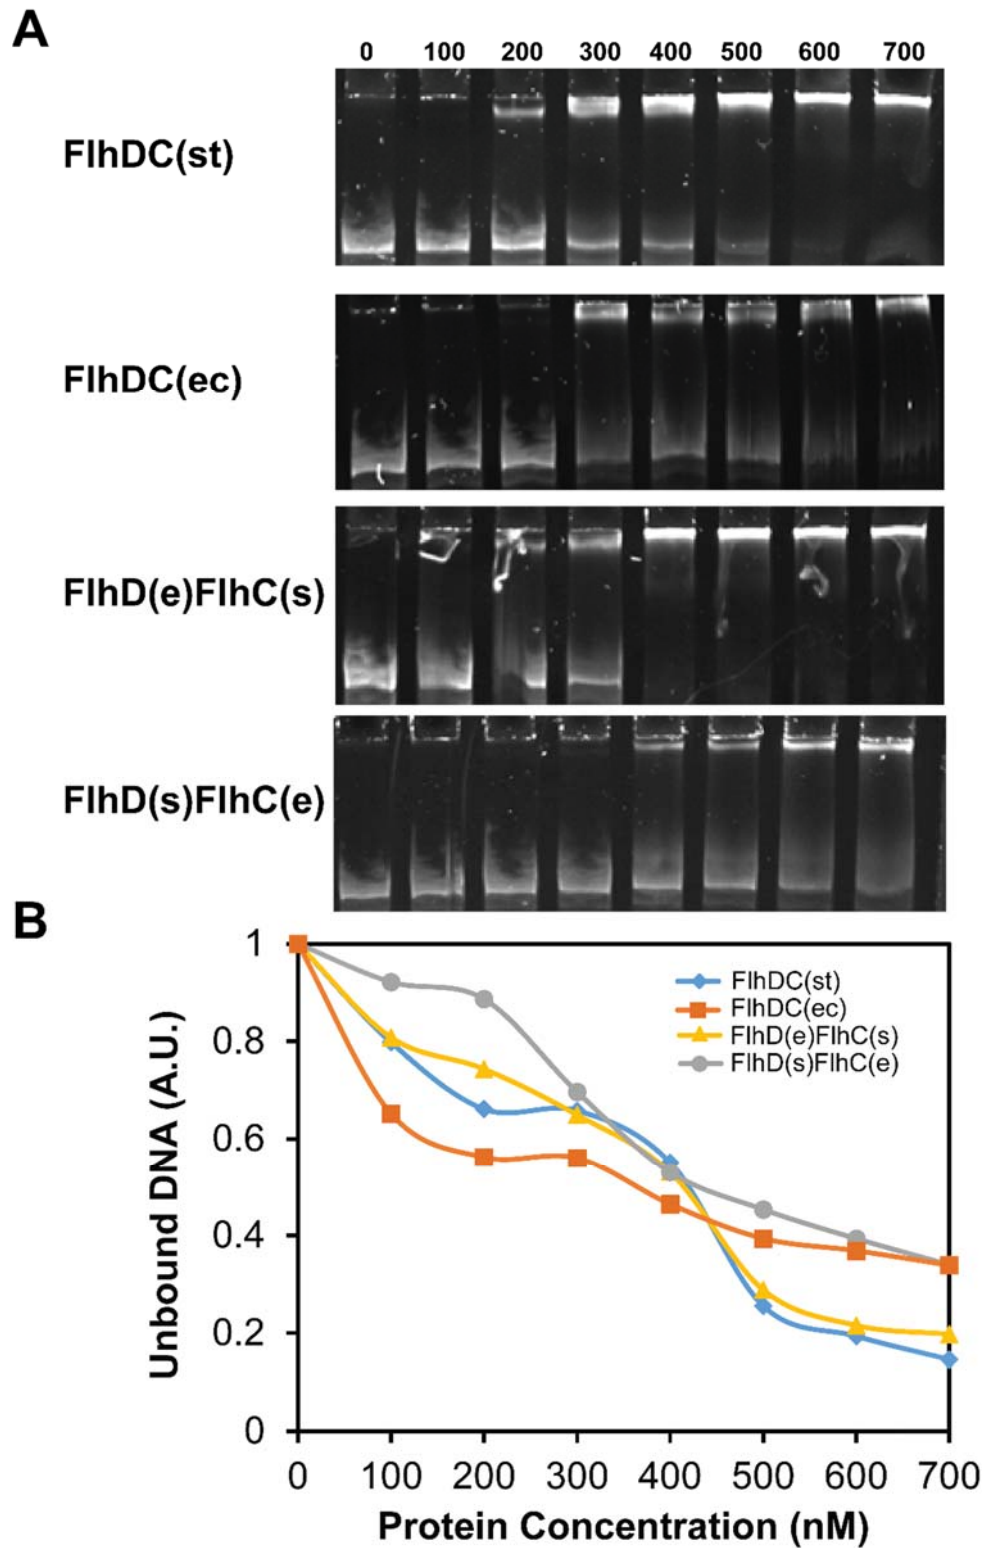 A
0 100 200 300 400 500 600 700
FlhDC(st)
FlhDC(ec)
FlhD(e)FlhC(s)
FlhD(s)FlhC(e)
B
1
0.8
0.6
0.4
0.2
0
Unbound DNA (A.U.)
FlhDC(st)
FlhDC(ec)
FlhD(e)FlhC(s)
FlhD(s)FlhC(e)
0 100 200 300 400 500 600 700
Protein Concentration (nM)